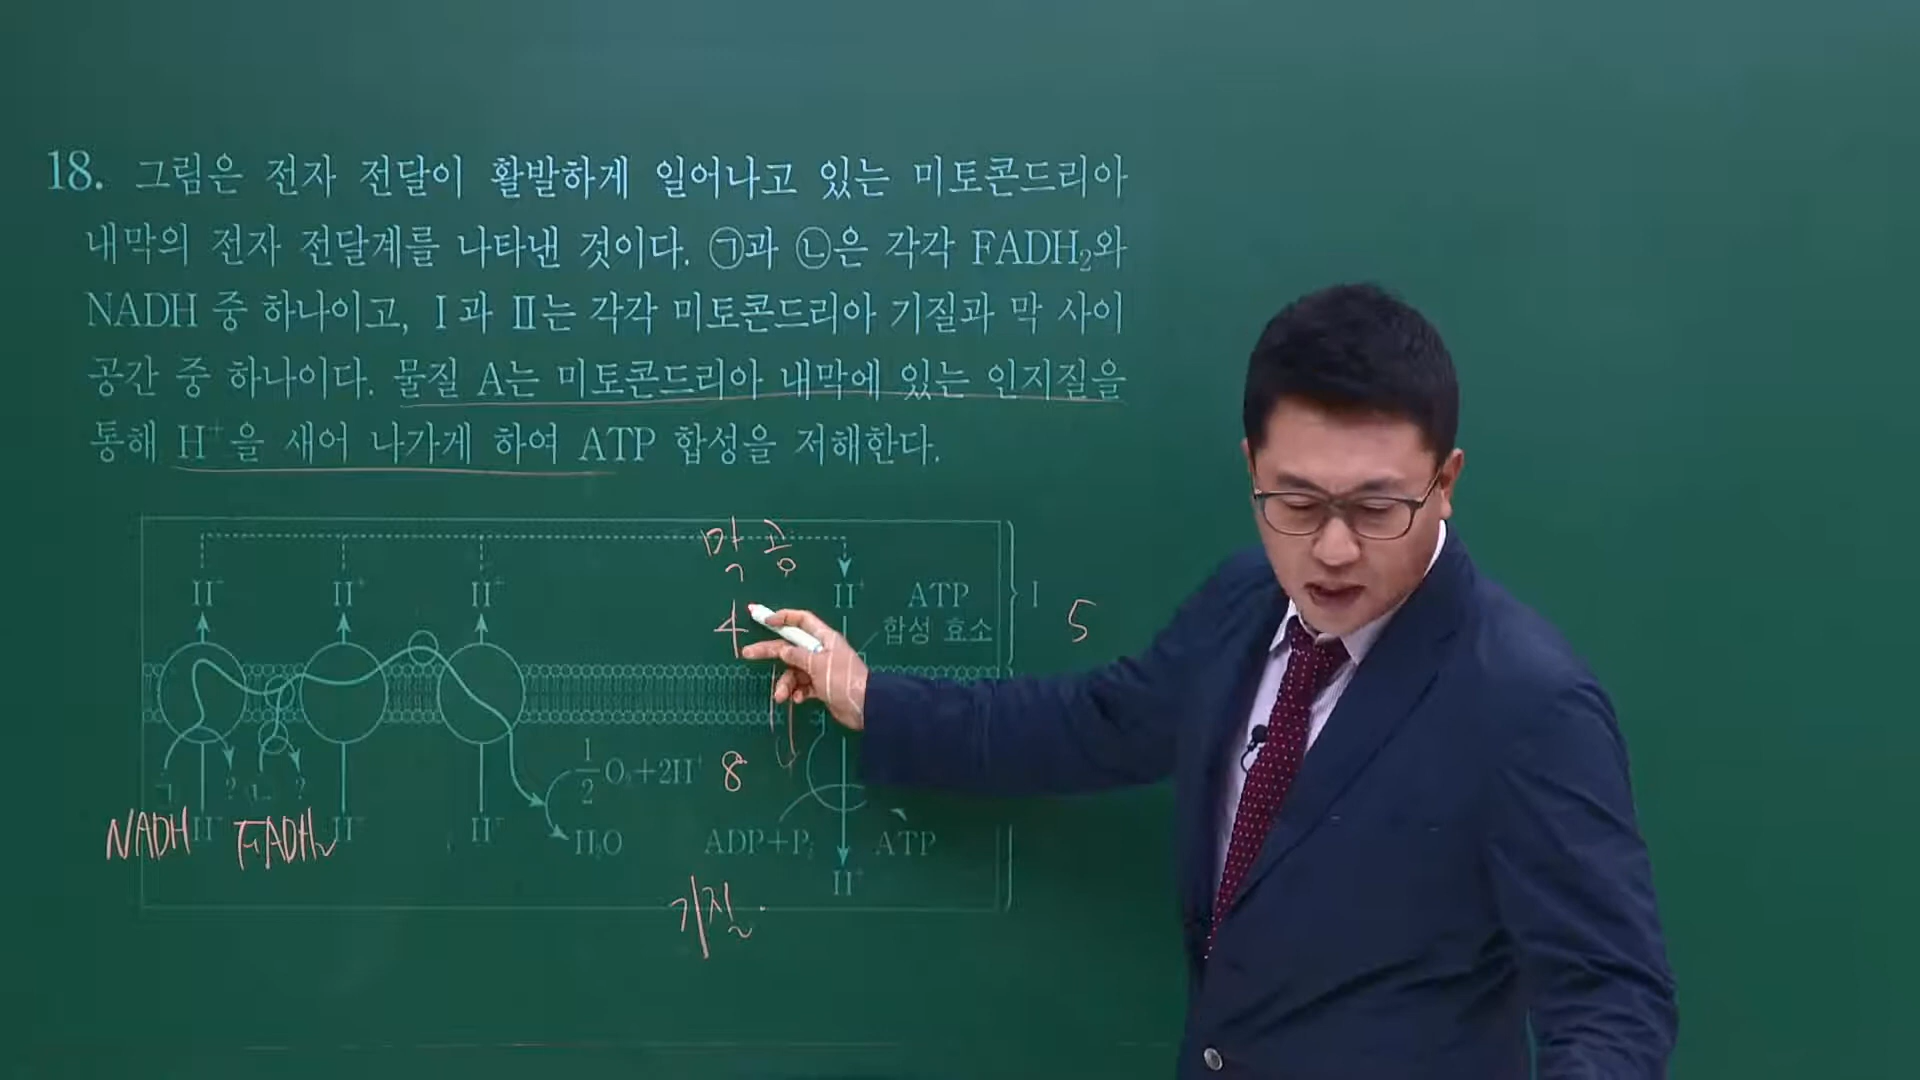 18. 그림은 전자 전달이 활발하게 일어나고 있는 미토콘드리아
내막의 전자 전달계를 나타낸 것이다. ㉠과 ㉡은 각각 FADH₂와
NADH 중 하나이고, Ⅰ과 Ⅱ는 각각 미토콘드리아 기질과 막 사이
공간 중 하나이다. 물질 A는 미토콘드리아 내막에 있는 인지질을
통해 H⁺을 새어 나가게 하여 ATP 합성을 저해한다.
막 공
H⁺ H⁺ H⁺ H⁺ ATP Ⅰ
4 합성 효소 5
½O₂+2H⁺ 8
? ?
NADH H⁺ FADH₂ H⁺ H⁺ H₂O ADP+Pᵢ ATP
H⁺
기질